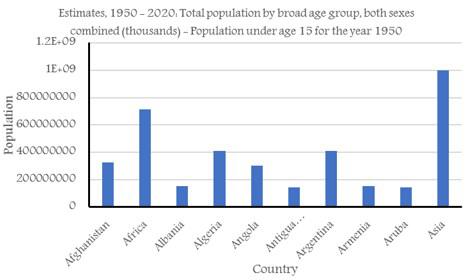 Estimates, 1950 - 2020: Total population by broad age group, both sexes
combined (thousands) - Population under age 15 for the year 1950
1.2E+09
1E+09
800000000
600000000
400000000
200000000
0
Population
Afghanistan
Africa
Albania
Algeria
Angola
Antigua...
Argentina
Armenia
Aruba
Asia
Country